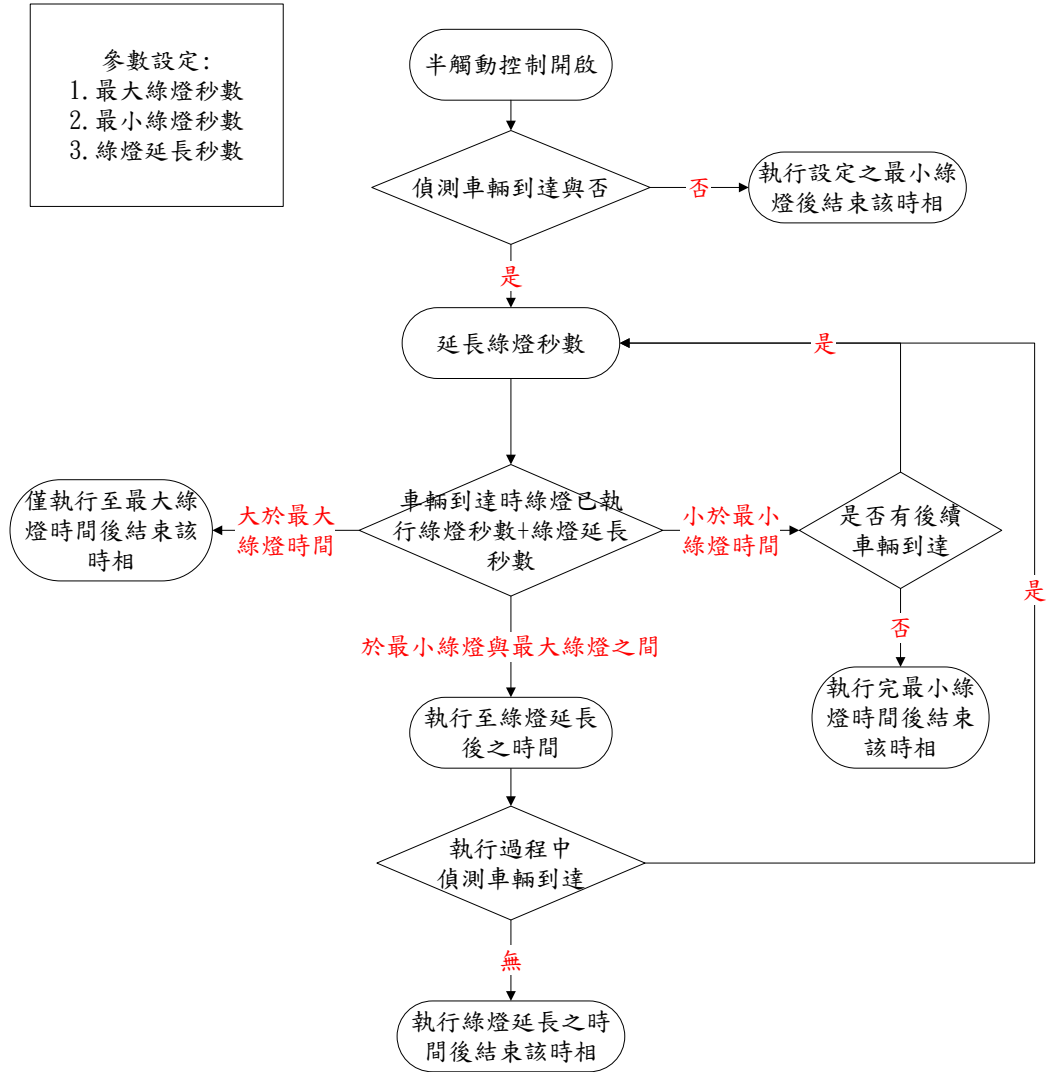 參數設定:
1.最大綠燈秒數
2.最小綠燈秒數
3.綠燈延長秒數
半觸動控制開啟
偵測車輛到達與否
否
執行設定之最小綠
燈後結束該時相
是
延長綠燈秒數
是
僅執行至最大綠
燈時間後結束該
時相
大於最大
綠燈時間
車輛到達時綠燈已執
行綠燈秒數+綠燈延長
秒數
小於最小
綠燈時間
是否有後續
車輛到達
是
否
於最小綠燈與最大綠燈之間
執行完最小綠
燈時間後結束
該時相
執行至綠燈延長
後之時間
執行過程中
偵測車輛到達
無
執行綠燈延長之時
間後結束該時相